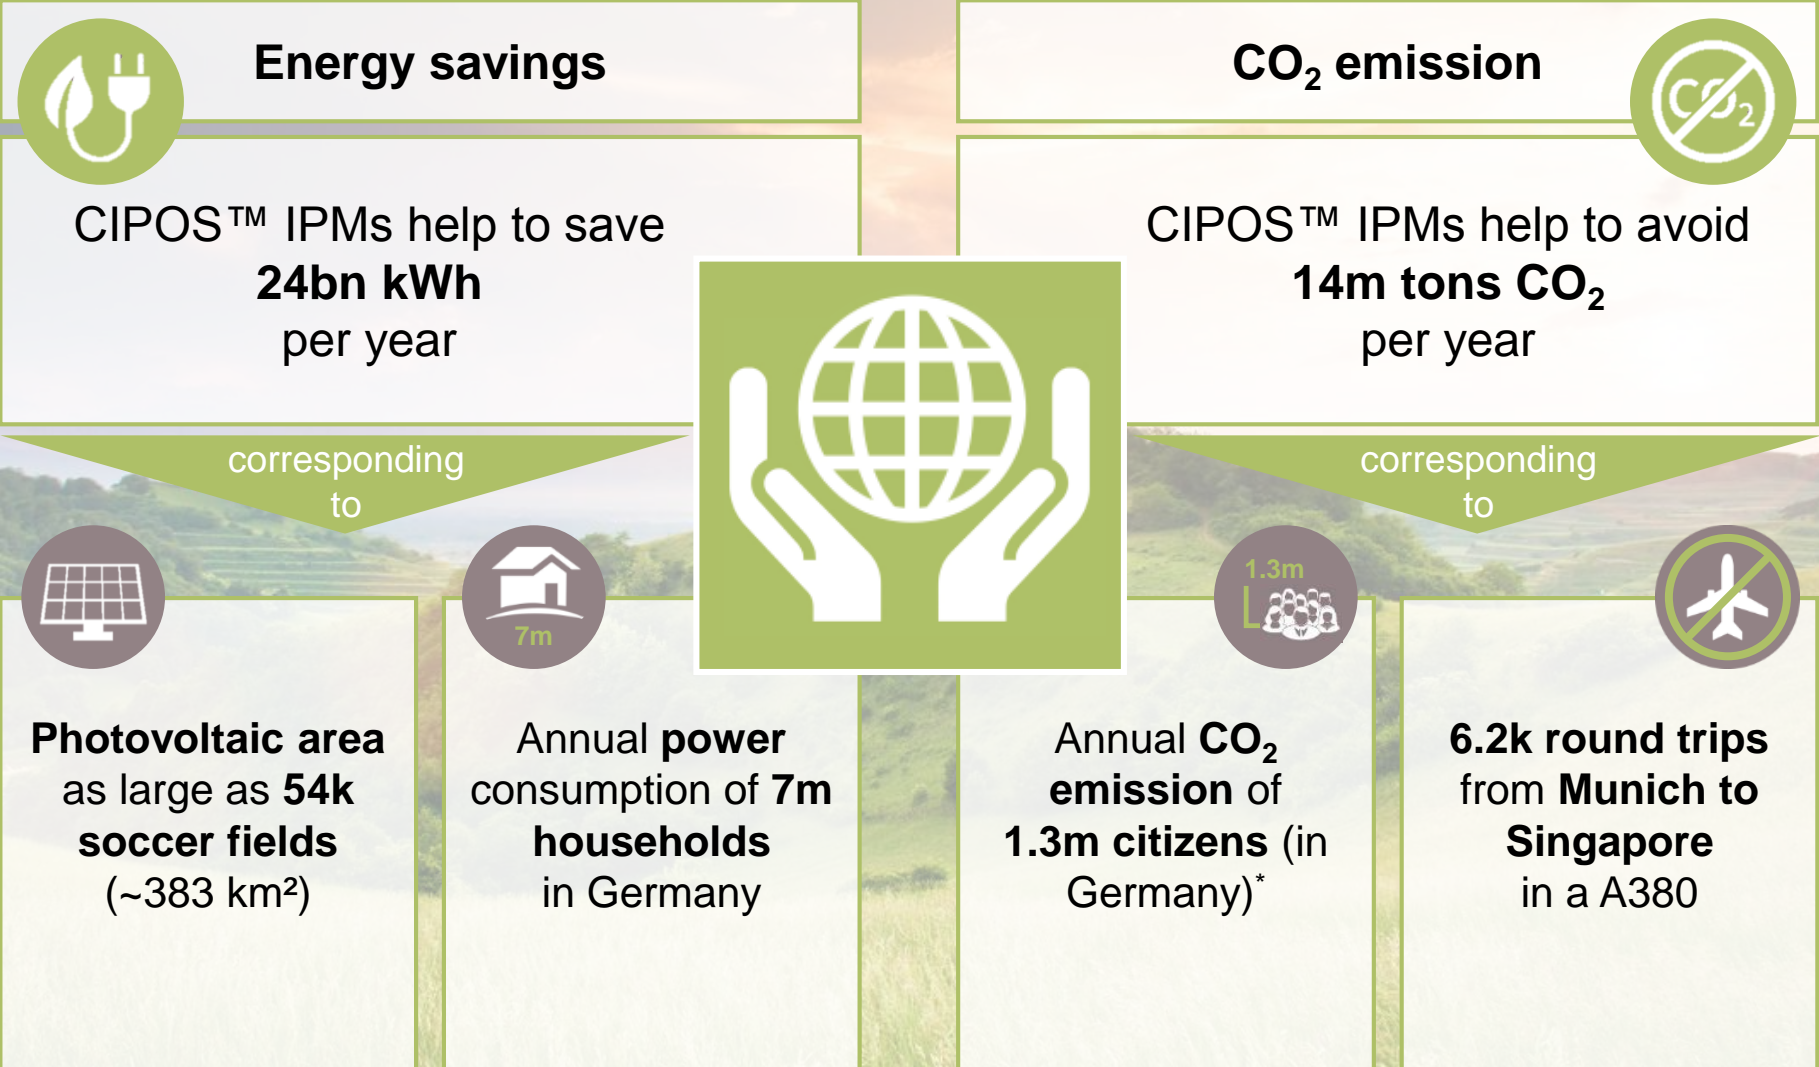 Energy savings
CIPOS™ IPMs help to save
24bn kWh
per year
corresponding
to
Photovoltaic area
as large as 54k
soccer fields
(~383 km²)
7m
Annual power
consumption of 7m
households
in Germany
CO₂ emission
CO₂
CIPOS™ IPMs help to avoid
14m tons CO₂
per year
corresponding
to
1.3m
Annual CO₂
emission of
1.3m citizens (in
Germany)*
6.2k round trips
from Munich to
Singapore
in a A380